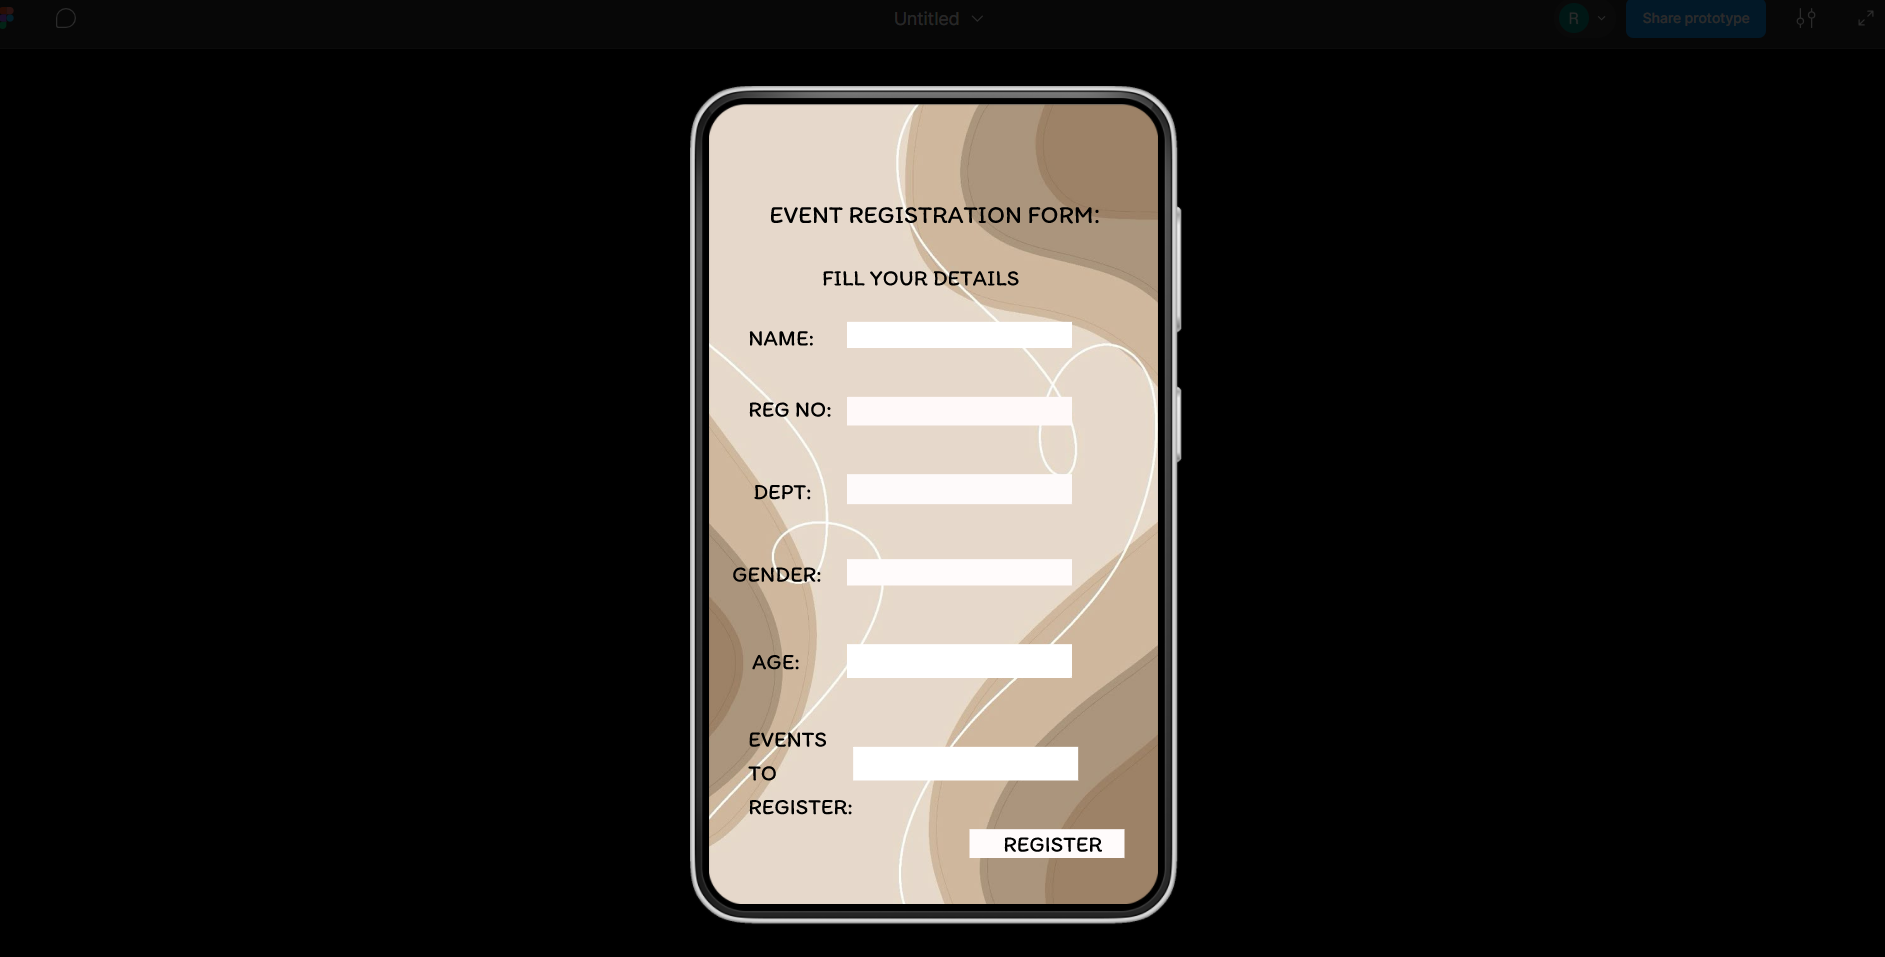 Untitled
R
Share prototype
EVENT REGISTRATION FORM:
FILL YOUR DETAILS
NAME:
REG NO:
DEPT:
GENDER:
AGE:
EVENTS
TO
REGISTER:
REGISTER